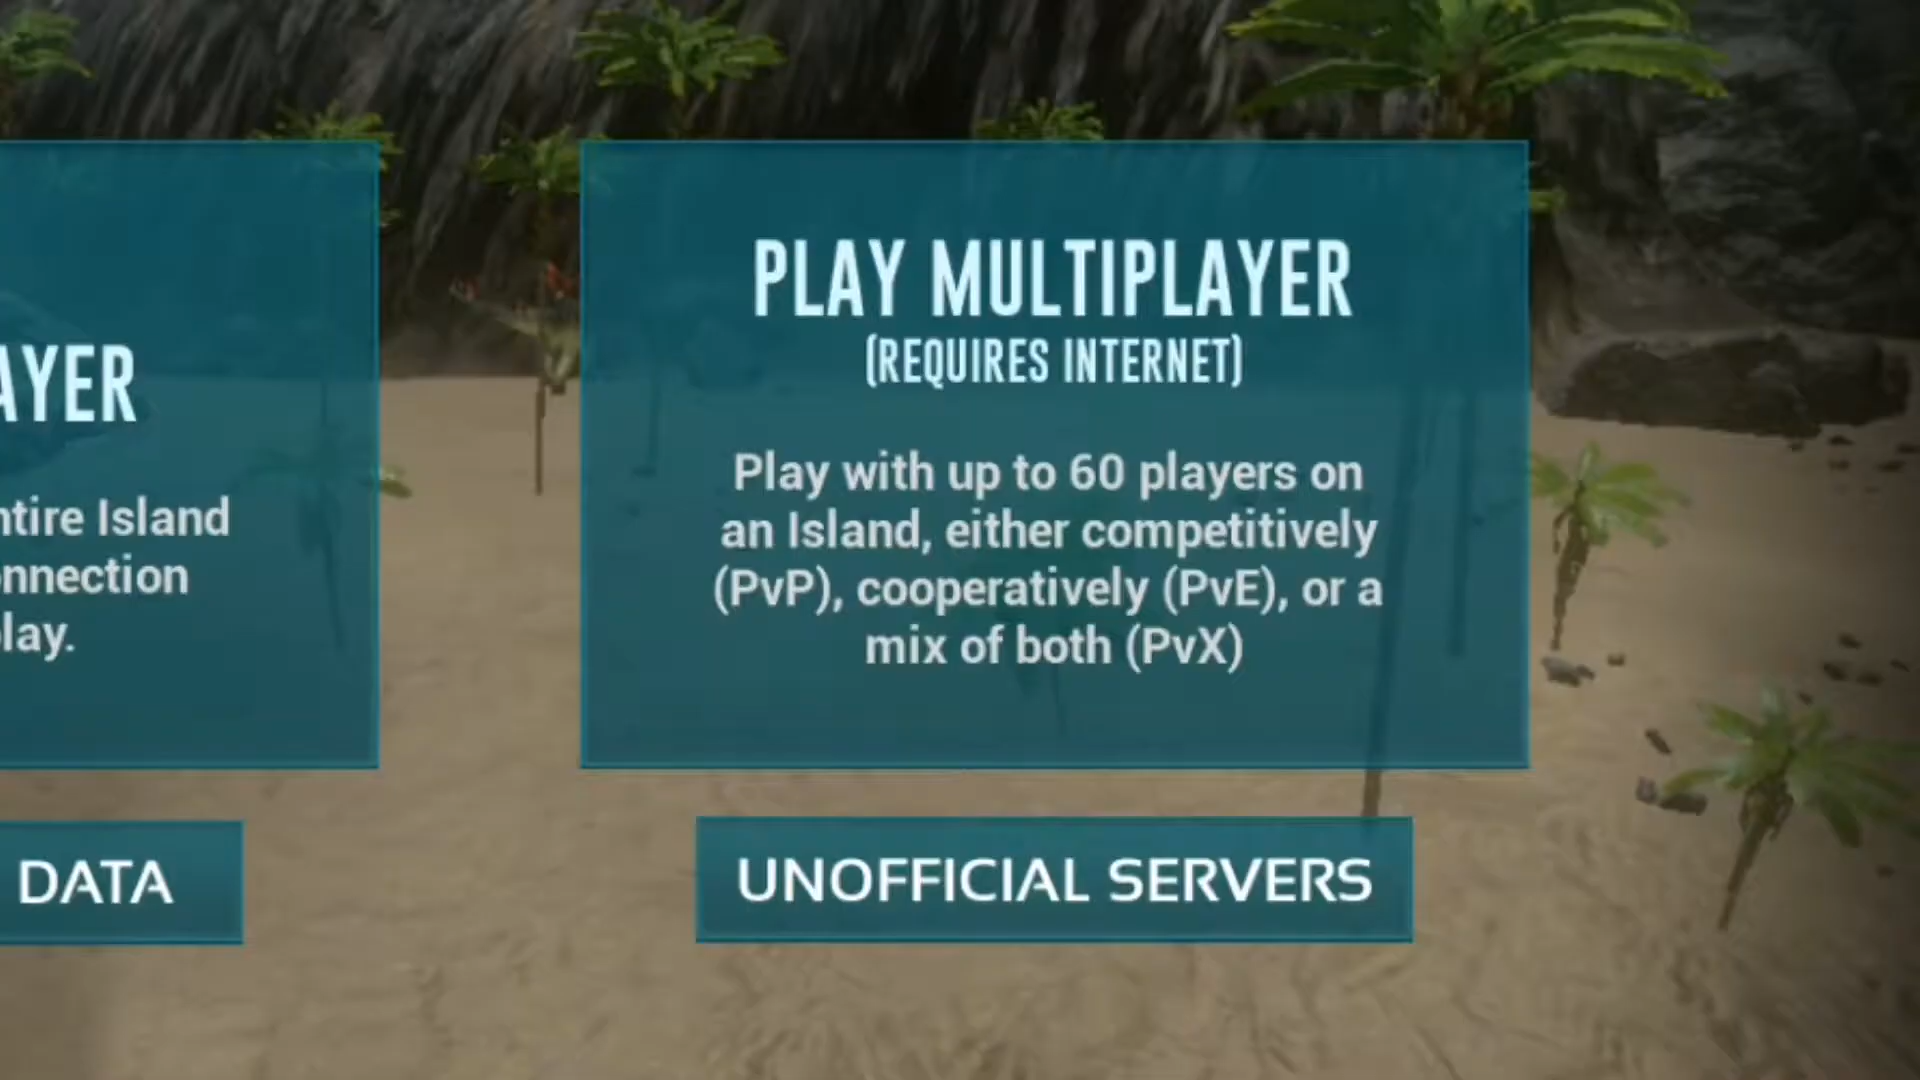 AYER
ntire Island
onnection
lay.
DATA
PLAY MULTIPLAYER
(REQUIRES INTERNET)
Play with up to 60 players on
an Island, either competitively
(PvP), cooperatively (PvE), or a
mix of both (PvX)
UNOFFICIAL SERVERS